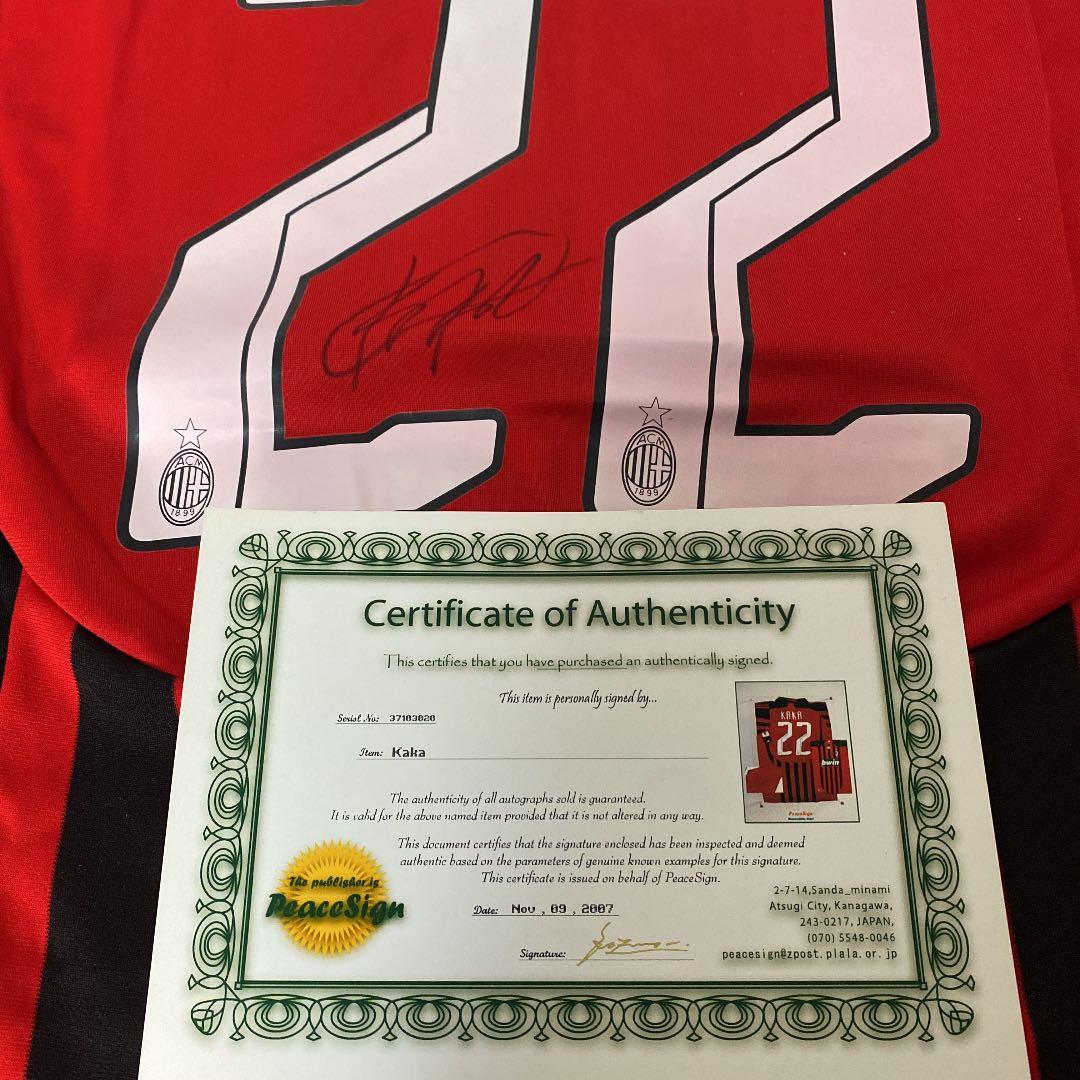 22
ACM
1899
ACM
1899
Certificate of Authenticity
This certifies that you have purchased an authentically signed.
This item is personally signed by...
Serial No: 37103020
Item: Kaka
The authenticity of all autographs sold is guaranteed.
It is valid for the above named item provided that it is not altered in any way.
This document certifies that the signature enclosed has been inspected and deemed
authentic based on the parameters of genuine known examples for this signature.
This certificate is issued on behalf of PeaceSign.
Date: Nov , 09 , 2007
Signature:
KAKA
22
bwin
PeaceSign
The publisher is
PeaceSign
2-7-14,Sanda_minami
Atsugi City, Kanagawa,
243-0217, JAPAN,
(070) 5548-0046
peacesign@zpost.plala.or.jp